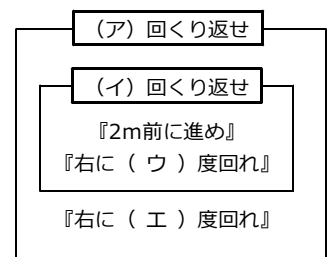 （ア）回くり返せ
（イ）回くり返せ
『2m前に進め』
『右に（ ウ ）度回れ』
『右に（ エ ）度回れ』